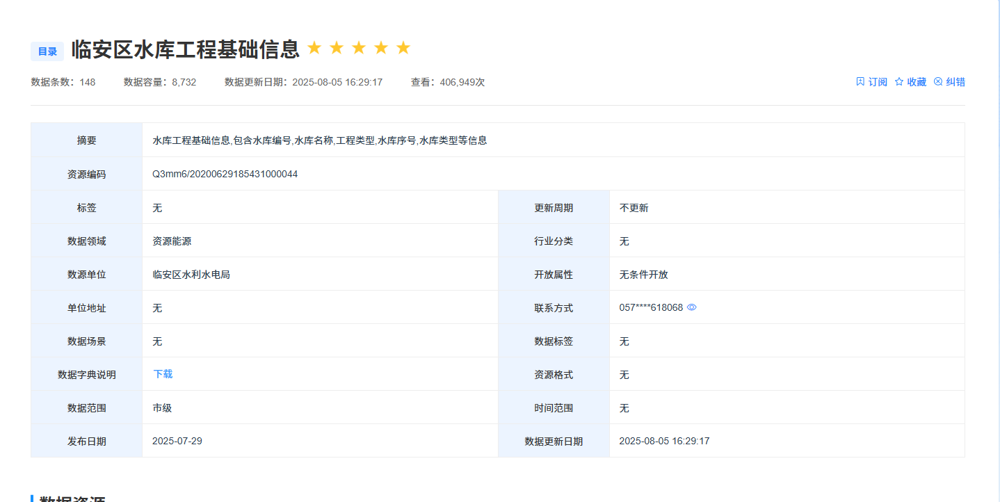 目录 临安区水库工程基础信息
数据条数：148 数据容量：8,732 数据更新日期：2025-08-05 16:29:17 查看：406,949次 订阅 收藏 纠错
摘要 水库工程基础信息,包含水库编号,水库名称,工程类型,水库序号,水库类型等信息
资源编码 Q3mm6/20200629185431000044
标签 无 更新周期 不更新
数据领域 资源能源 行业分类 无
数源单位 临安区水利水电局 开放属性 无条件开放
单位地址 无 联系方式 057****618068
数据场景 无 数据标签 无
数据字典说明 下载 资源格式 无
数据范围 市级 时间范围 无
发布日期 2025-07-29 数据更新日期 2025-08-05 16:29:17
数据资源